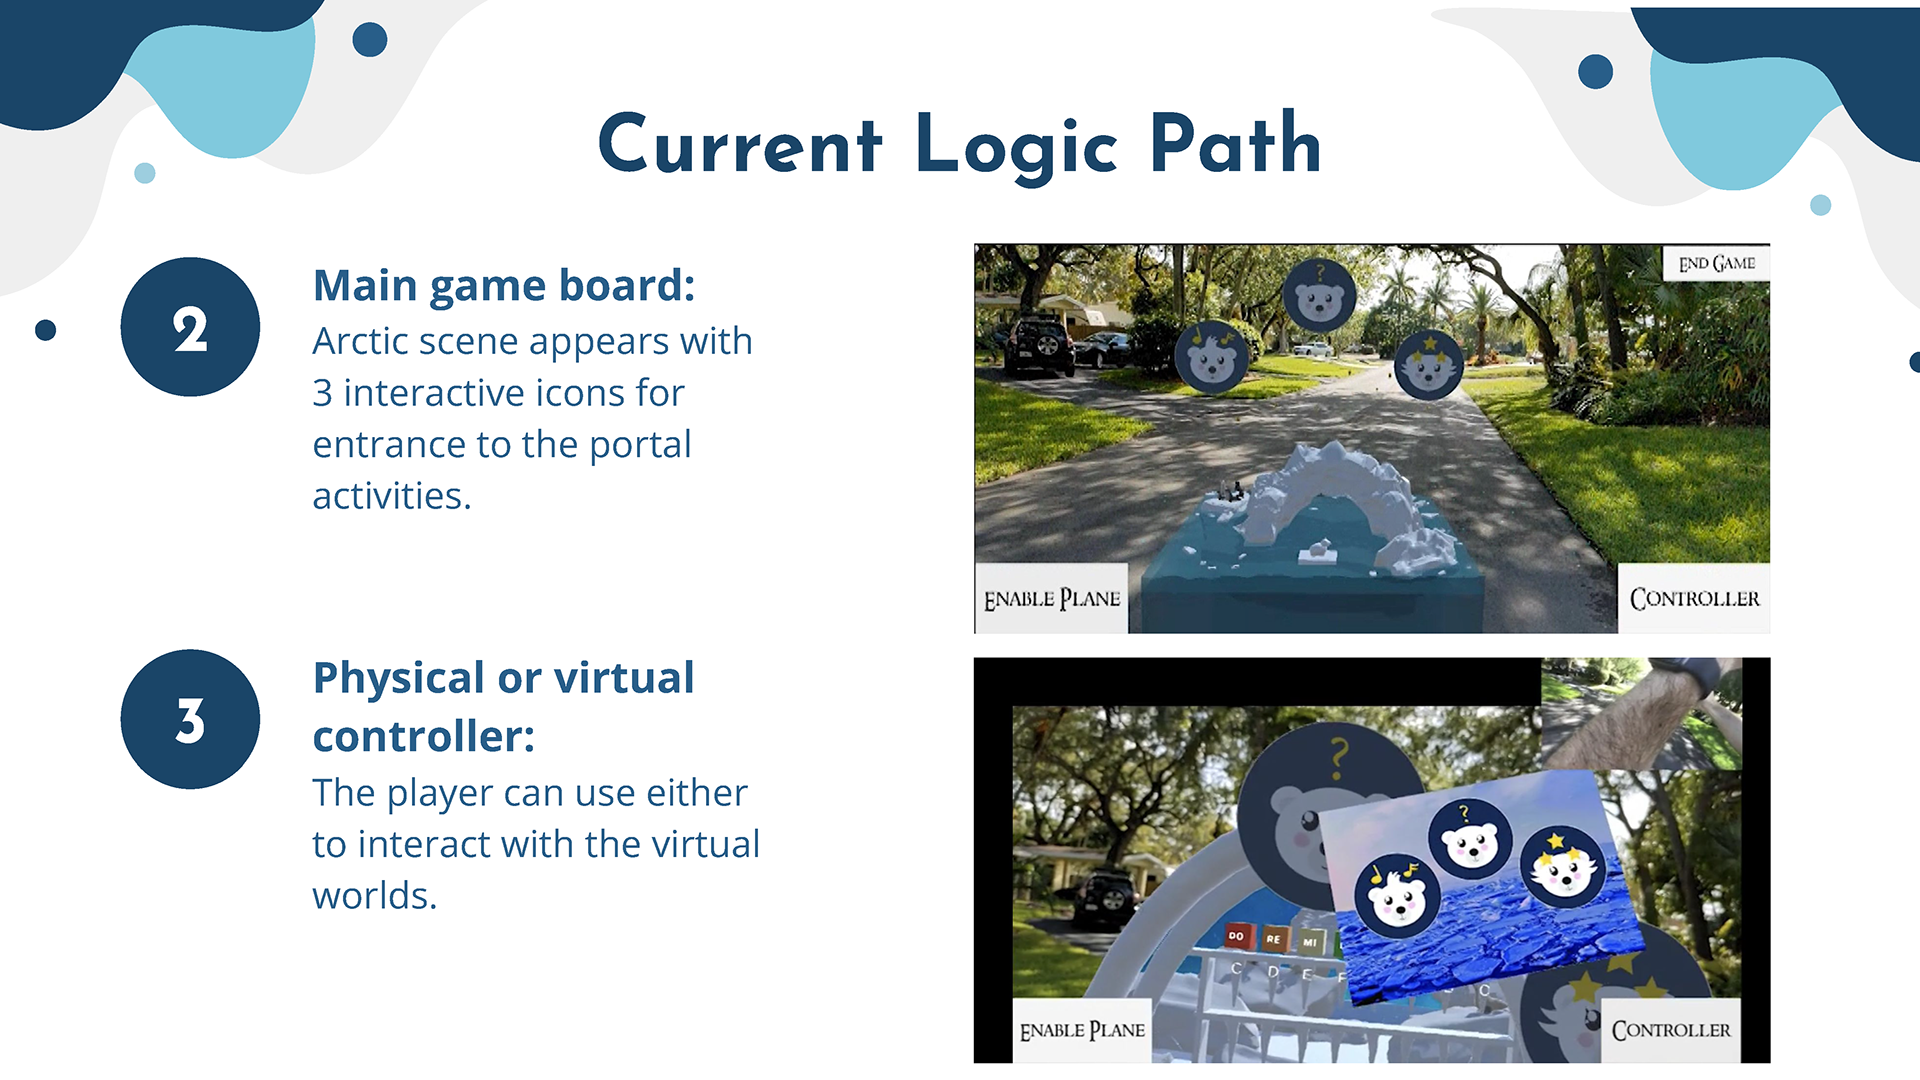 Current Logic Path
2
Main game board:
Arctic scene appears with
3 interactive icons for
entrance to the portal
activities.
?
END GAME
ENABLE PLANE
CONTROLLER
3
Physical or virtual
controller:
The player can use either
to interact with the virtual
worlds.
?
?
DO RE MI
C D E F
C
ENABLE PLANE
CONTROLLER